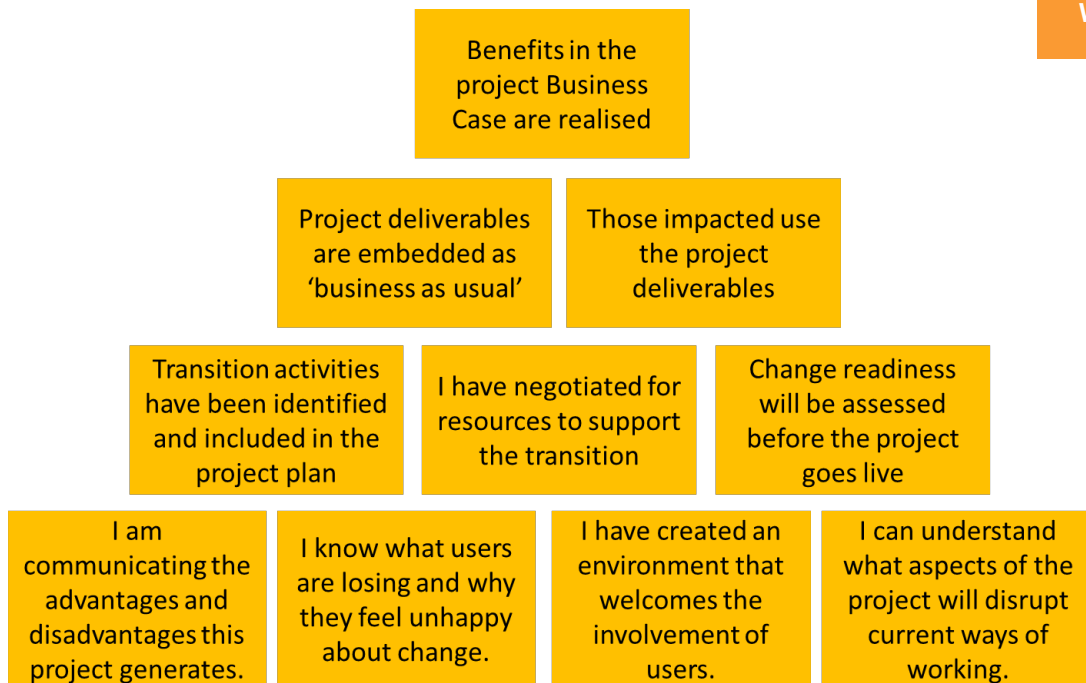 Benefits in the
project Business
Case are realised
Project deliverables
are embedded as
‘business as usual’
Those impacted use
the project
deliverables
Transition activities
have been identified
and included in the
project plan
I have negotiated for
resources to support
the transition
Change readiness
will be assessed
before the project
goes live
I am
communicating the
advantages and
disadvantages this
project generates.
I know what users
are losing and why
they feel unhappy
about change.
I have created an
environment that
welcomes the
involvement of
users.
I can understand
what aspects of the
project will disrupt
current ways of
working.